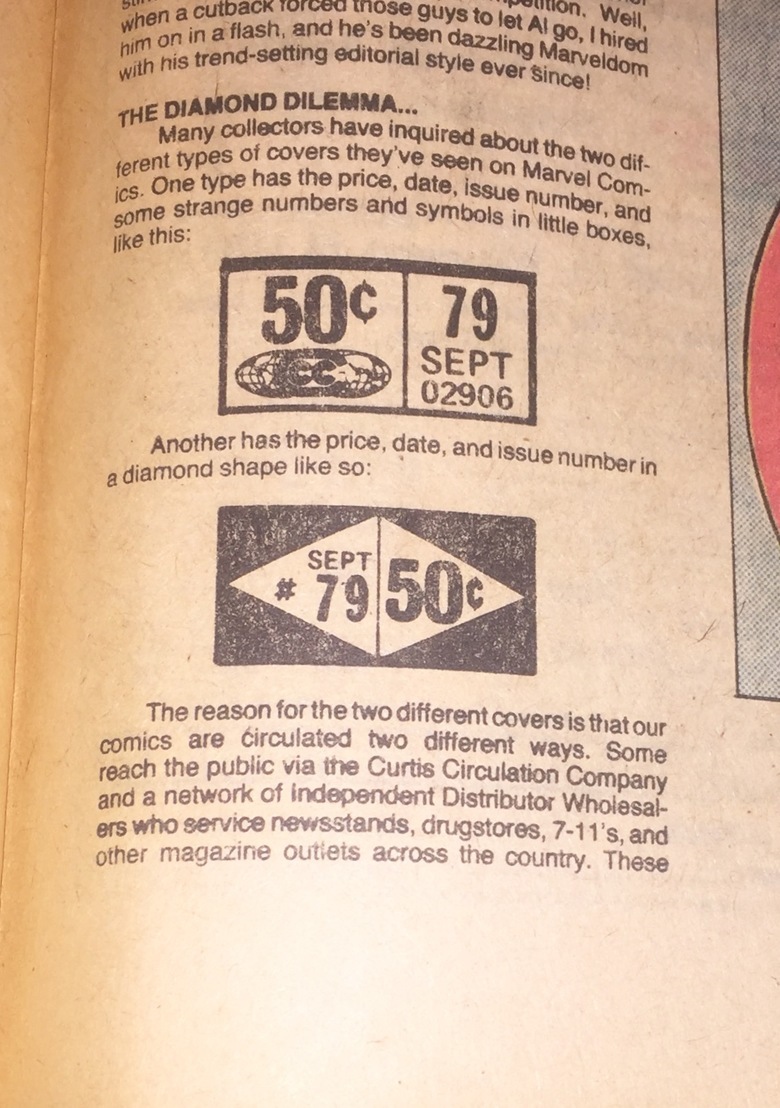 when a cutback forced those guys to let Al go, I hired
him on in a flash, and he's been dazzling Marveldom
with his trend-setting editorial style ever since!
THE DIAMOND DILEMMA...
Many collectors have inquired about the two dif-
ferent types of covers they've seen on Marvel Com-
ics. One type has the price, date, issue number, and
some strange numbers and symbols in little boxes,
like this:
50¢ 79
CC SEPT
02906
Another has the price, date, and issue number in
a diamond shape like so:
SEPT
# 79 50¢
The reason for the two different covers is that our
comics are circulated two different ways. Some
reach the public via the Curtis Circulation Company
and a network of Independent Distributor Wholesal-
ers who service newsstands, drugstores, 7-11's, and
other magazine outlets across the country. These